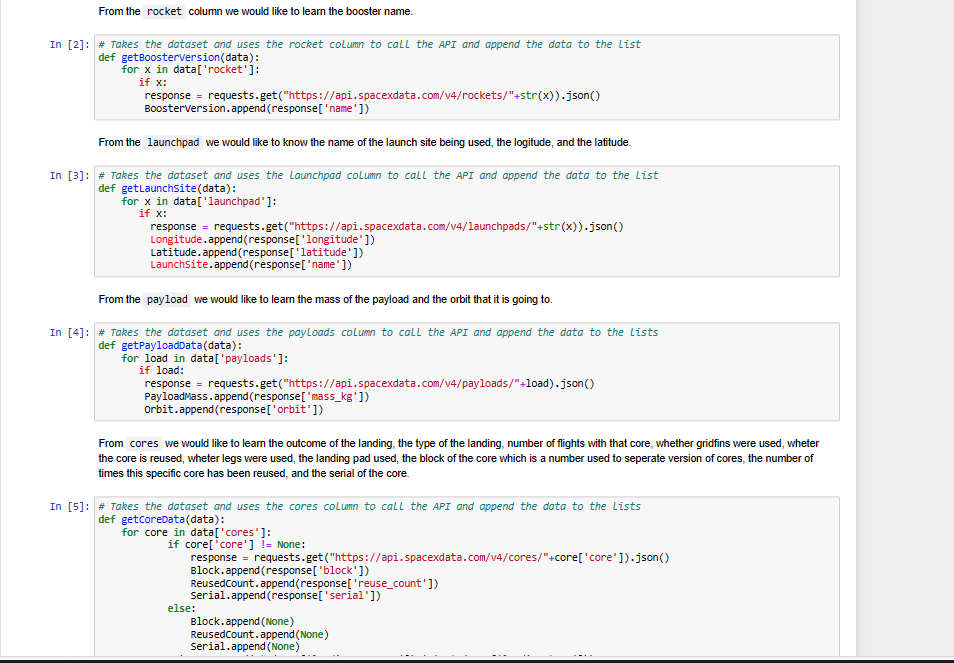 From the rocket column we would like to learn the booster name.
In [2]: # Takes the dataset and uses the rocket column to call the API and append the data to the list
def getBoosterVersion(data):
for x in data['rocket']:
if x:
response = requests.get("https://api.spacexdata.com/v4/rockets/"+str(x)).json()
BoosterVersion.append(response['name'])
From the launchpad we would like to know the name of the launch site being used, the logitude, and the latitude.
In [3]: # Takes the dataset and uses the launchpad column to call the API and append the data to the list
def getLaunchSite(data):
for x in data['launchpad']:
if x:
response = requests.get("https://api.spacexdata.com/v4/launchpads/"+str(x)).json()
Longitude.append(response['longitude'])
Latitude.append(response['latitude'])
LaunchSite.append(response['name'])
From the payload we would like to learn the mass of the payload and the orbit that it is going to.
In [4]: # Takes the dataset and uses the payloads column to call the API and append the data to the lists
def getPayloadData(data):
for load in data['payloads']:
if load:
response = requests.get("https://api.spacexdata.com/v4/payloads/"+load).json()
PayloadMass.append(response['mass_kg'])
Orbit.append(response['orbit'])
From cores we would like to learn the outcome of the landing, the type of the landing, number of flights with that core, whether gridfins were used, wheter
the core is reused, wheter legs were used, the landing pad used, the block of the core which is a number used to seperate version of cores, the number of
times this specific core has been reused, and the serial of the core.
In [5]: # Takes the dataset and uses the cores column to call the API and append the data to the lists
def getCoreData(data):
for core in data['cores']:
if core['core'] != None:
response = requests.get("https://api.spacexdata.com/v4/cores/"+core['core']).json()
Block.append(response['block'])
ReusedCount.append(response['reuse_count'])
Serial.append(response['serial'])
else:
Block.append(None)
ReusedCount.append(None)
Serial.append(None)